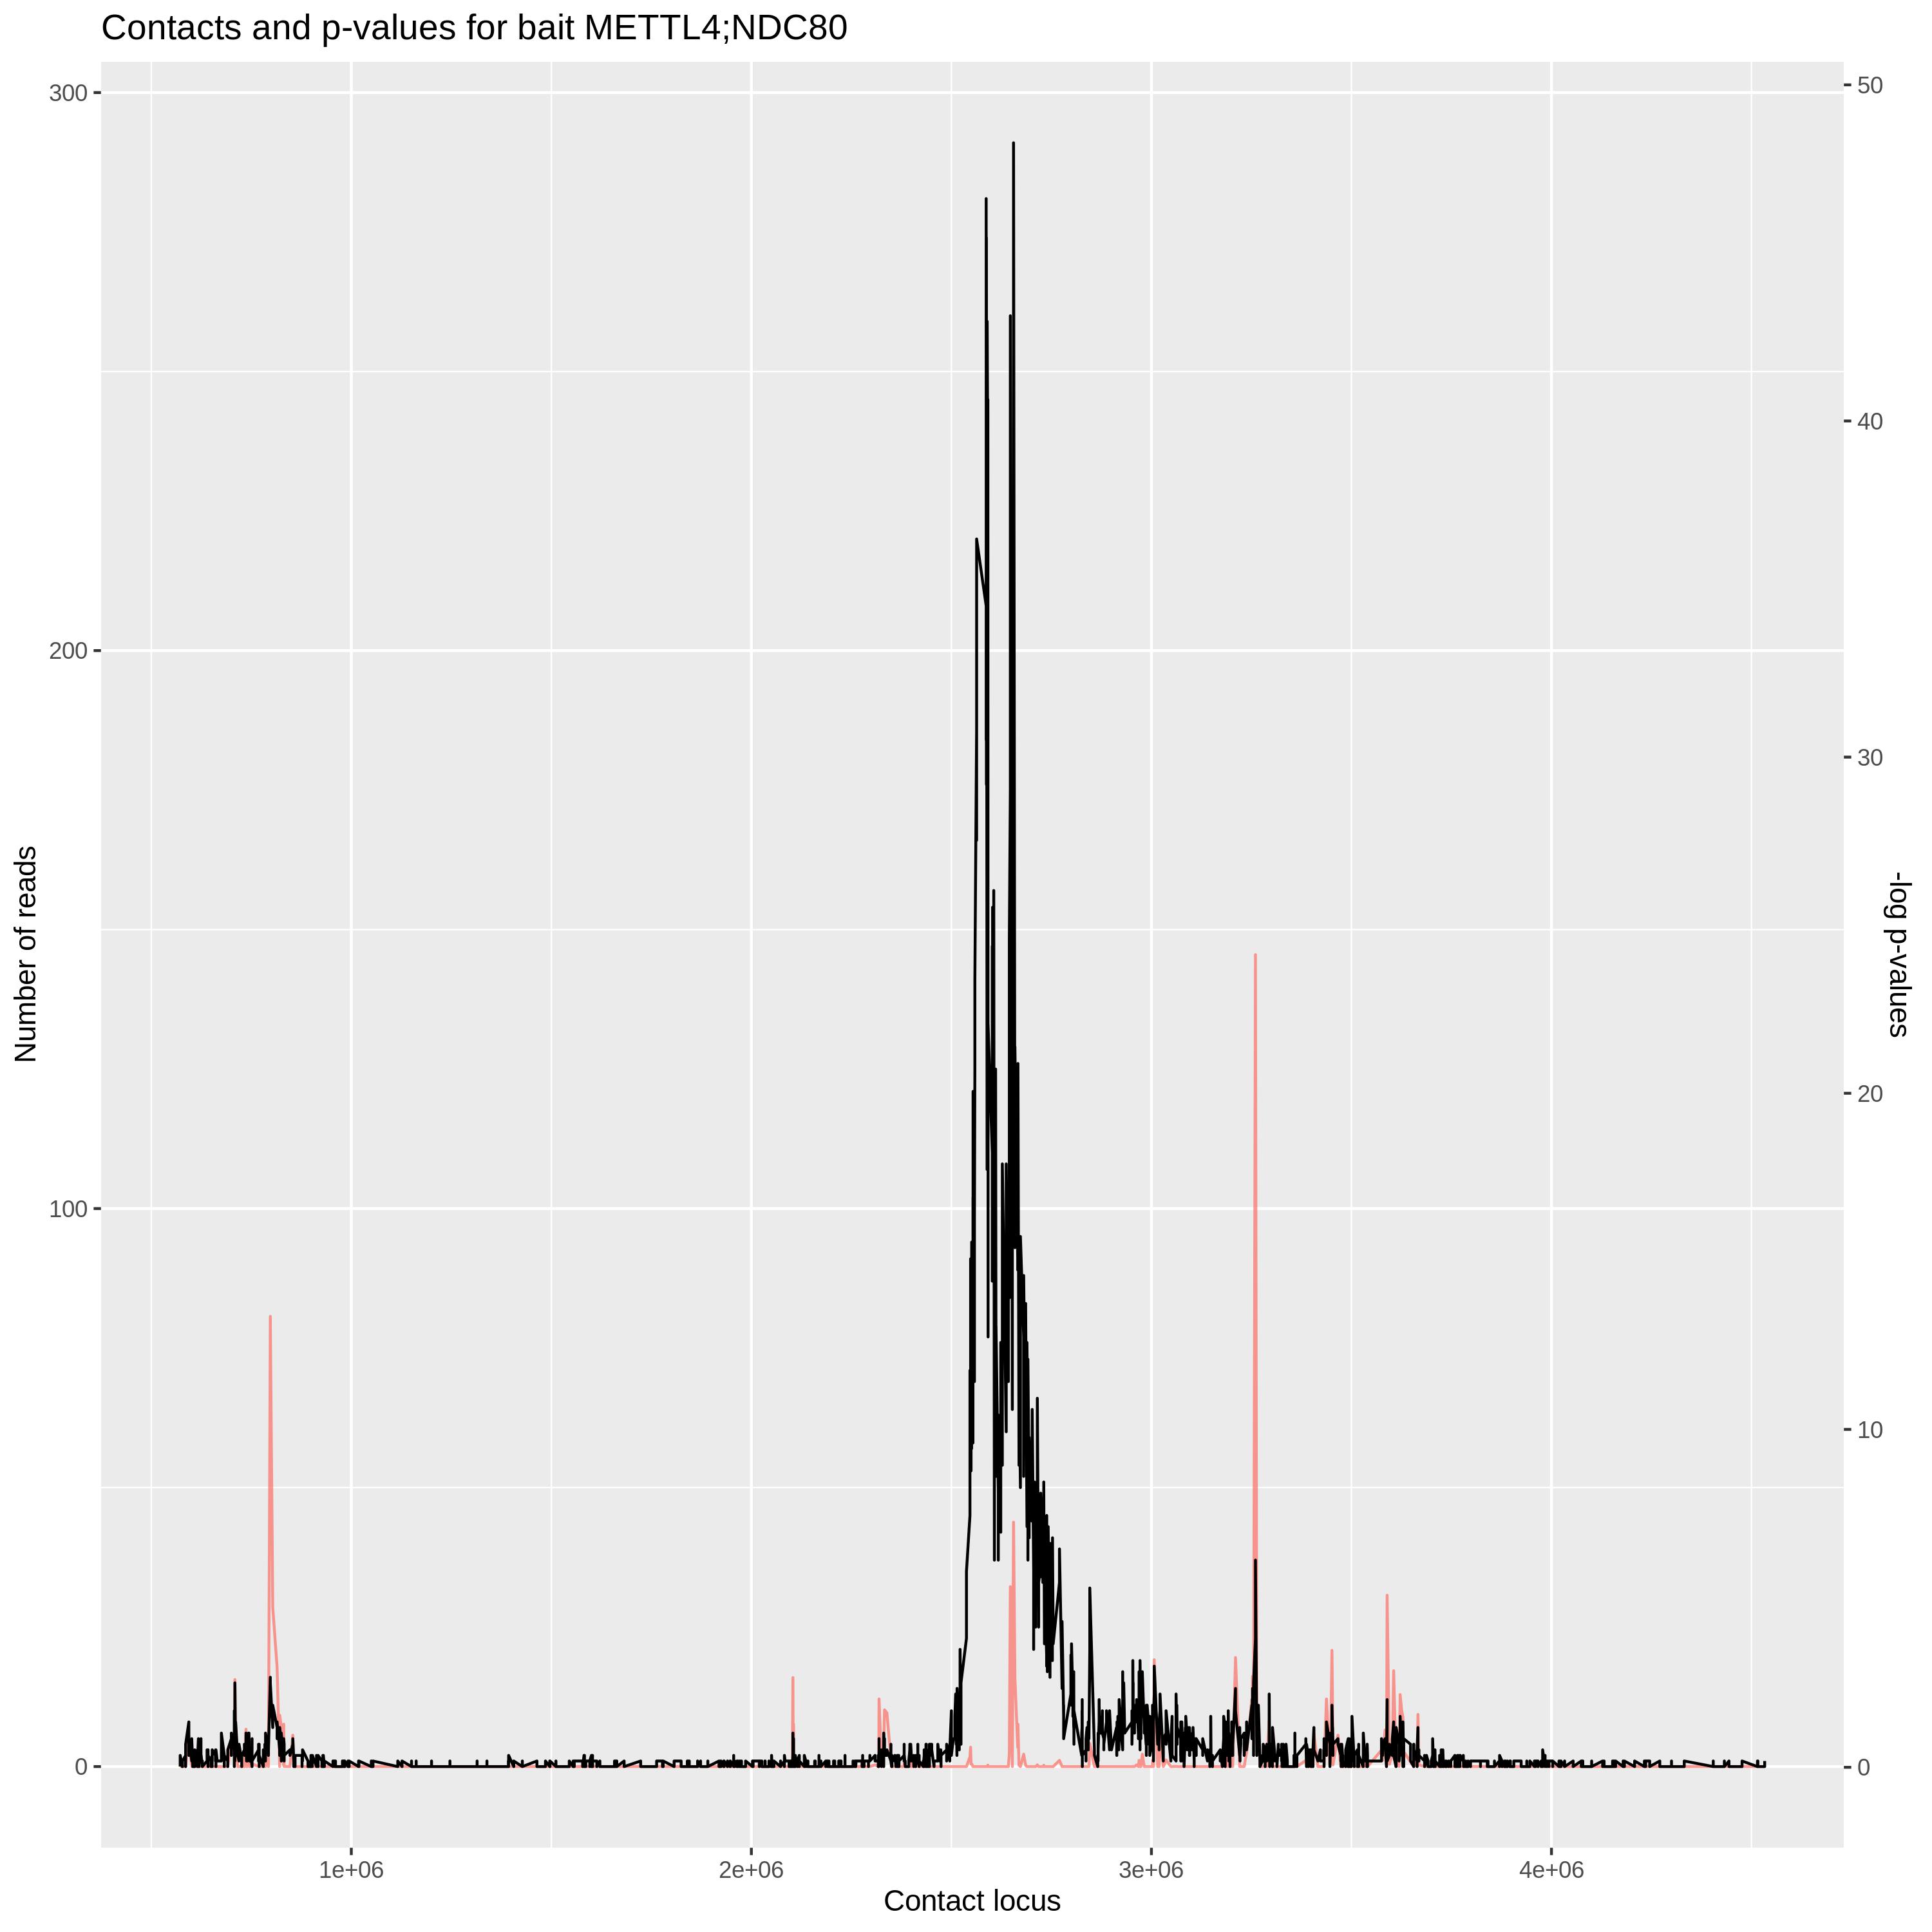 Contacts and p-values for bait METTL4;NDC80
300
200
100
0
Number of reads
50
40
30
20
10
0
-log p-values
1e+06
2e+06
3e+06
4e+06
Contact locus